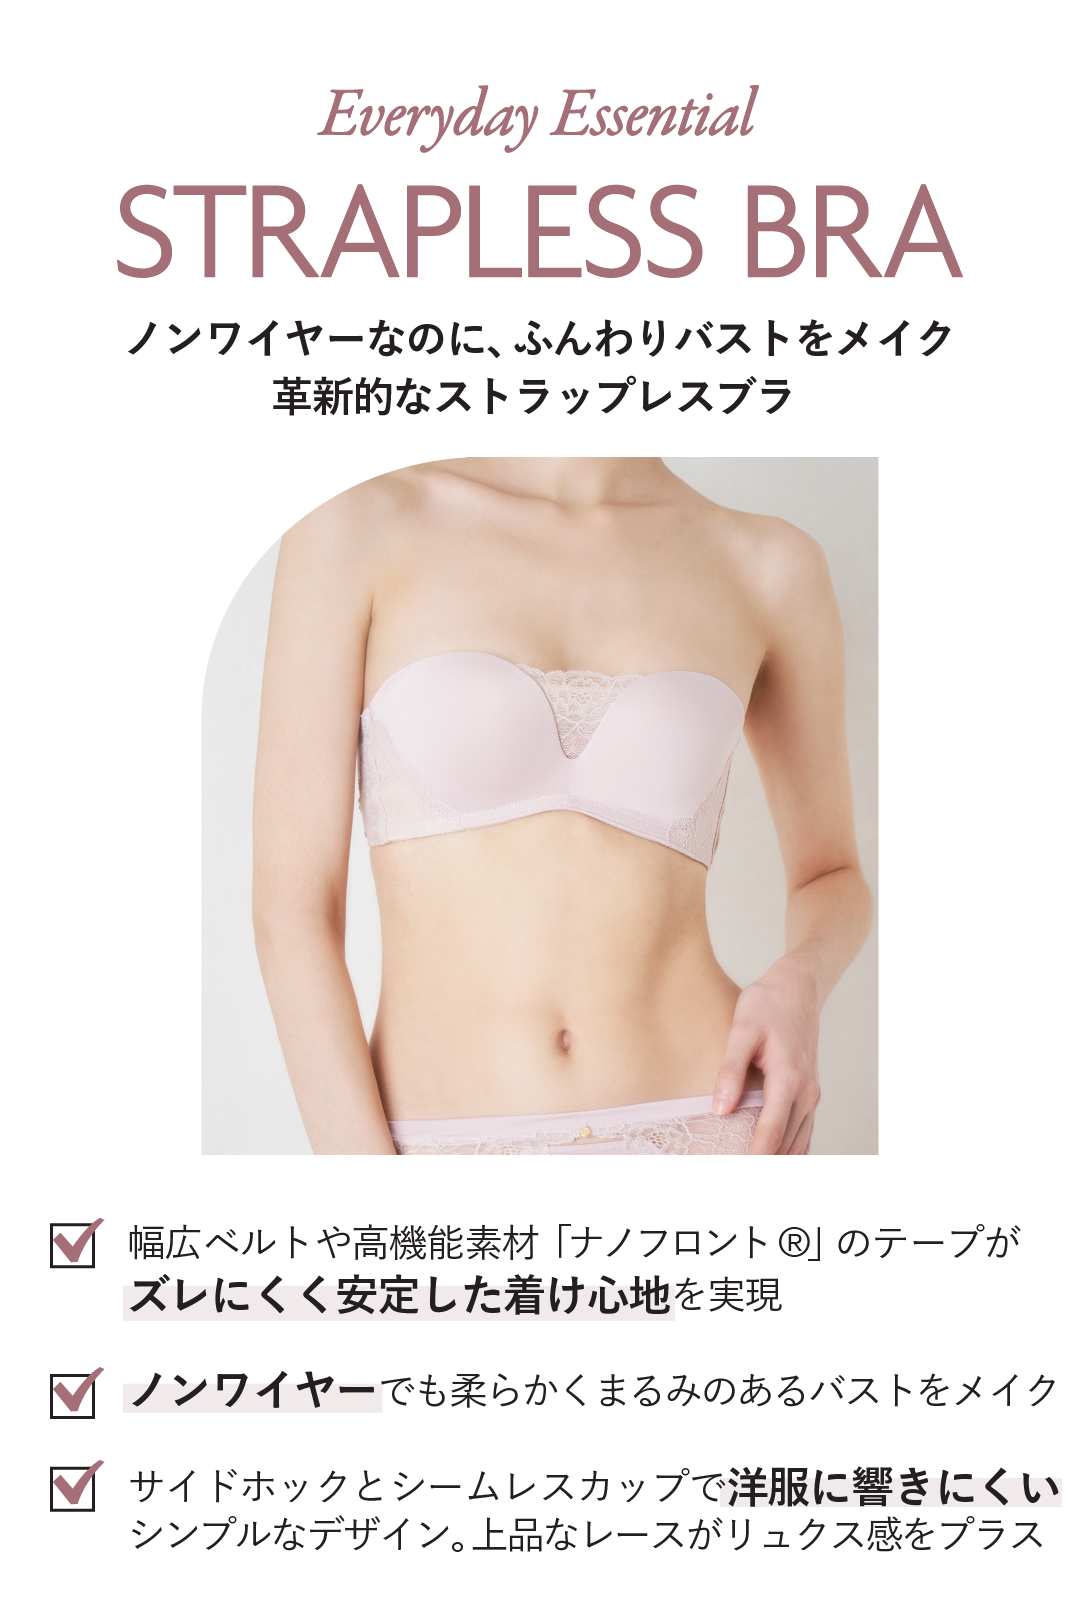 Everyday Essential
STRAPLESS BRA
ノンワイヤーなのに、ふんわりバストをメイク
革新的なストラップレスブラ
幅広ベルトや高機能素材「ナノフロント®」のテープが
ズレにくく安定した着け心地を実現
ノンワイヤーでも柔らかくまるみのあるバストをメイク
サイドホックとシームレスカップで洋服に響きにくい
シンプルなデザイン。上品なレースがリュクス感をプラス